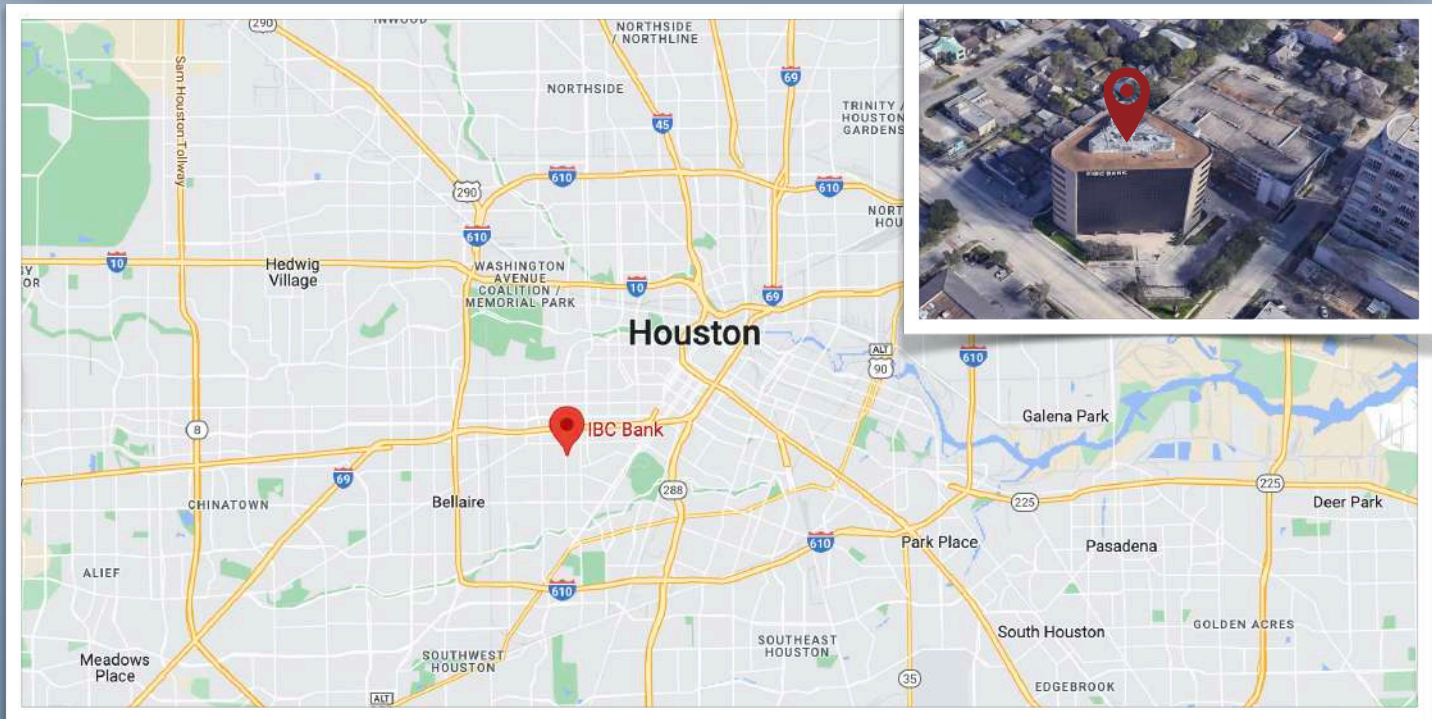 290
INWOOD
NORTHSIDE
/ NORTHLINE
69
Sam Houston Tollway
NORTHSIDE
45
TRINITY /
HOUSTON
GARDENS
290
610
610
610
NORT
HOU
10
Hedwig
Village
WASHINGTON
AVENUE
COALITION /
MEMORIAL PARK
10
69
Houston
ALT
90
610
8
IBC Bank
Galena Park
69
CHINATOWN
Bellaire
288
225
225
Deer Park
610
Park Place
Pasadena
ALIEF
610
Meadows
Place
SOUTHWEST
HOUSTON
SOUTHEAST
HOUSTON
South Houston
GOLDEN ACRES
ALT
35
EDGEBROOK
IBC BANK